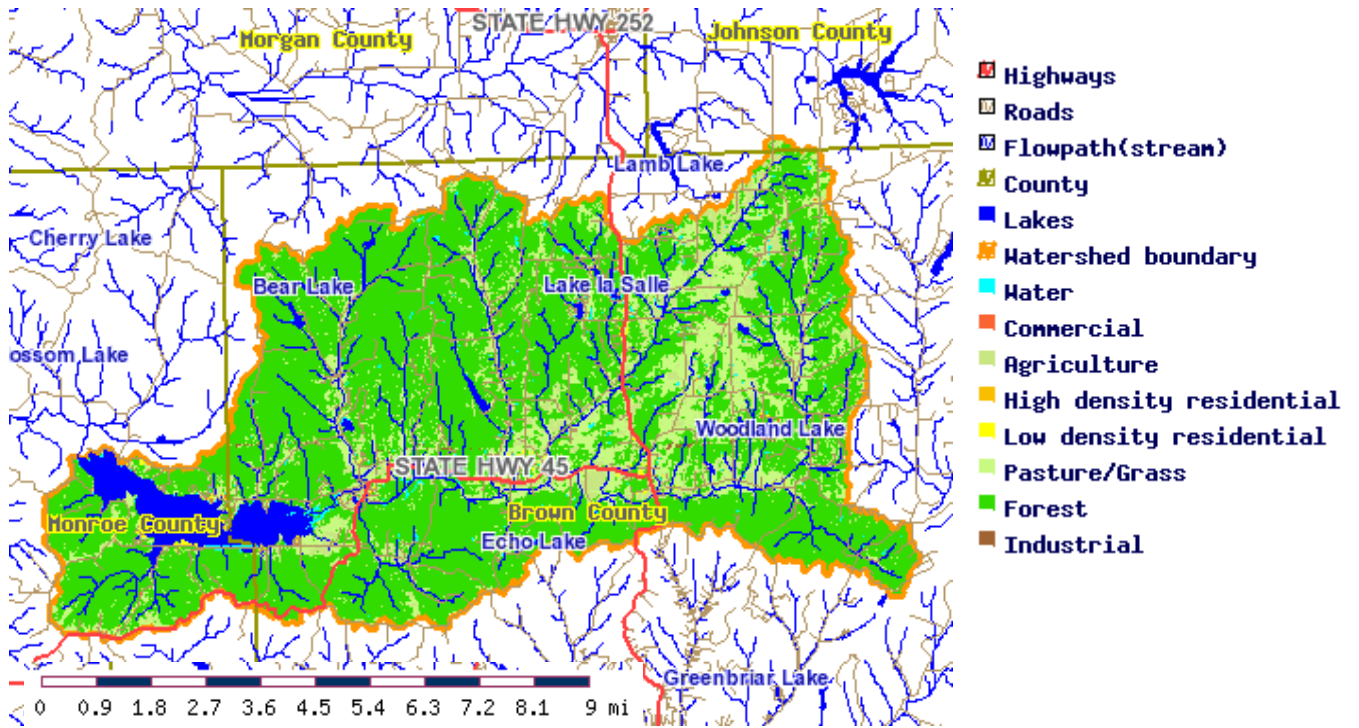 STATE HWY 252
Morgan County
Johnson County
Lamb Lake
Cherry Lake
Bear Lake
Lake la Salle
ossom Lake
Woodland Lake
STATE HWY 45
Monroe County
Brown County
Echo Lake
Greenbriar Lake
0 0.9 1.8 2.7 3.6 4.5 5.4 6.3 7.2 8.1 9 mi
Highways
Roads
Flowpath(stream)
County
Lakes
Watershed boundary
Water
Commercial
Agriculture
High density residential
Low density residential
Pasture/Grass
Forest
Industrial